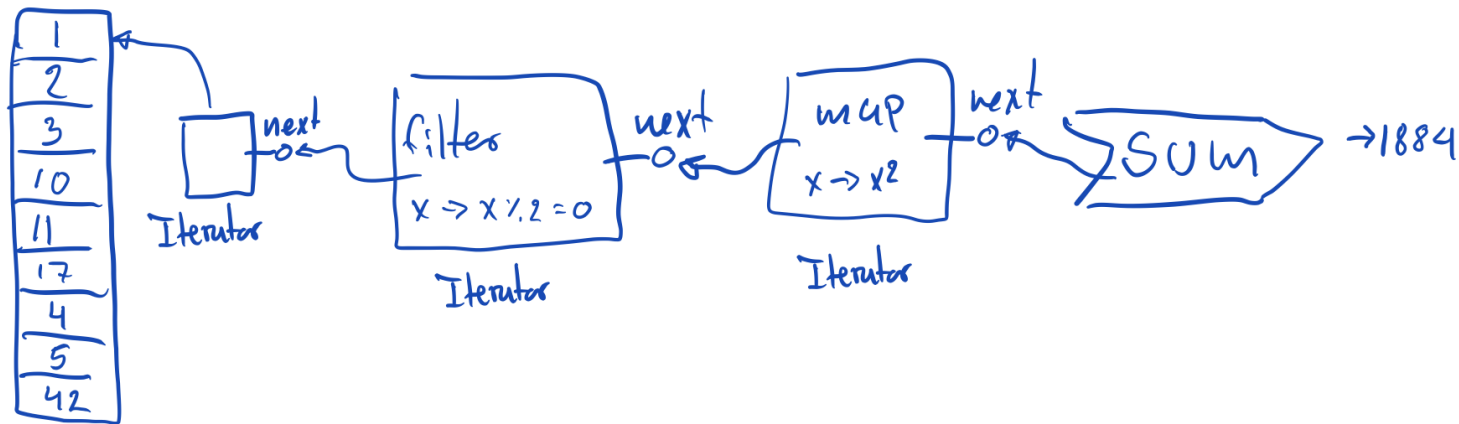 1
2
3
10
11
17
4
5
42
next
Iterator
filter
x → x % 2 = 0
next
Iterator
map
x → x²
next
Iterator
SUM
→ 1884